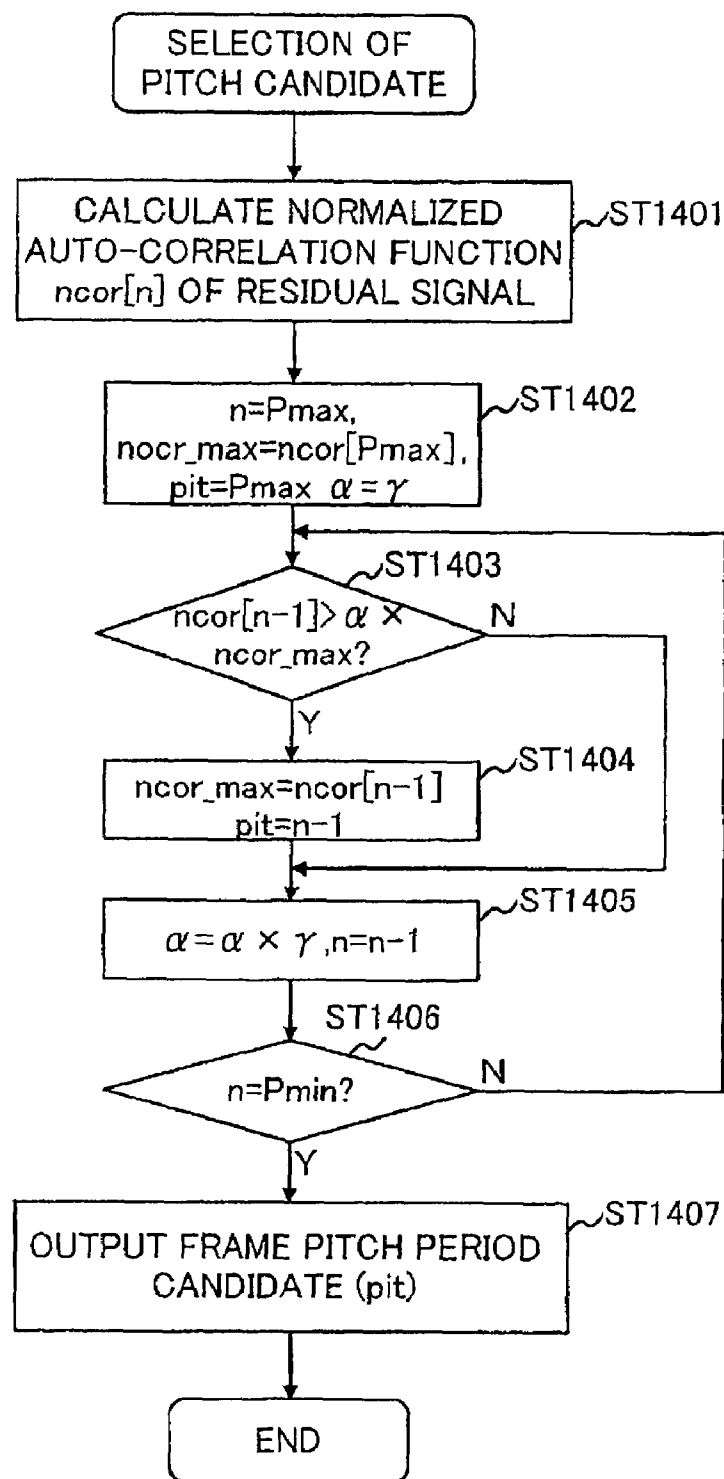 SELECTION OF
PITCH CANDIDATE
CALCULATE NORMALIZED
AUTO-CORRELATION FUNCTION
ncor[n] OF RESIDUAL SIGNAL
ST1401
n=Pmax,
nocr_max=ncor[Pmax],
pit=Pmax α=γ
ST1402
ST1403
ncor[n-1]>α×
ncor_max?
N
Y
ncor_max=ncor[n-1]
pit=n-1
ST1404
ST1405
α=α×γ,n=n-1
ST1406
n=Pmin?
N
Y
OUTPUT FRAME PITCH PERIOD
CANDIDATE (pit)
ST1407
END